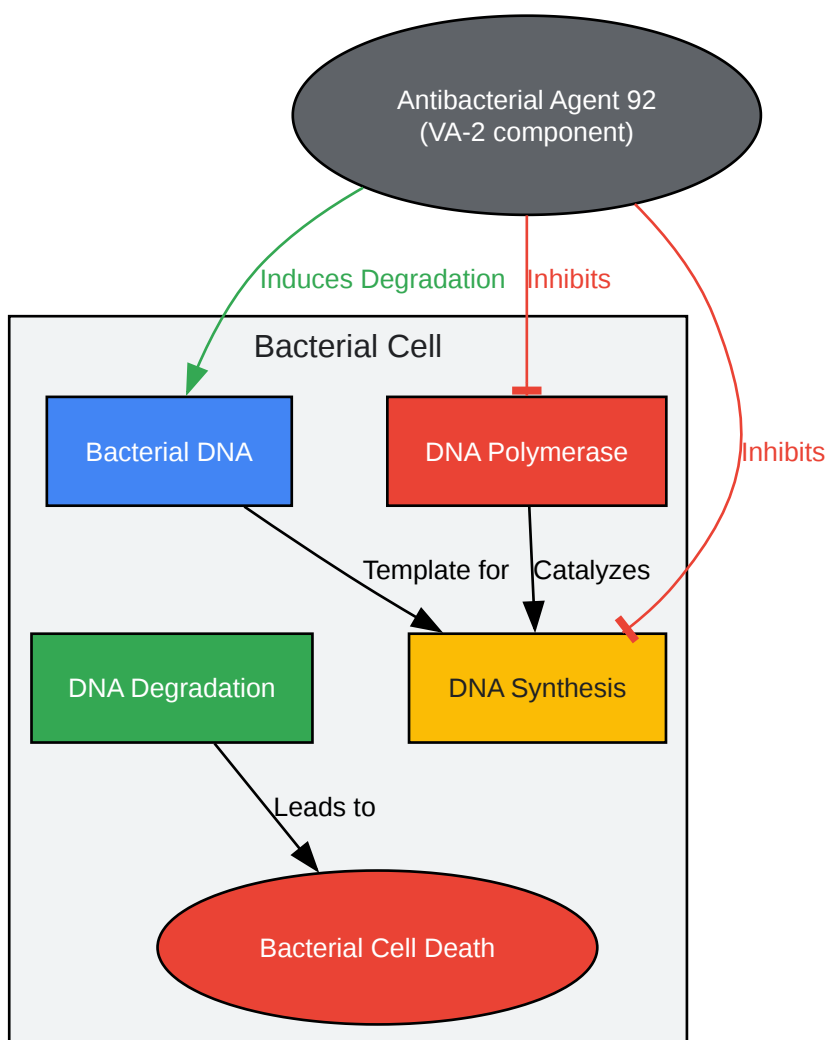 Antibacterial Agent 92
(VA-2 component)
Induces Degradation
Inhibits
Bacterial Cell
Bacterial DNA
DNA Polymerase
Inhibits
Template for
Catalyzes
DNA Degradation
DNA Synthesis
Leads to
Bacterial Cell Death